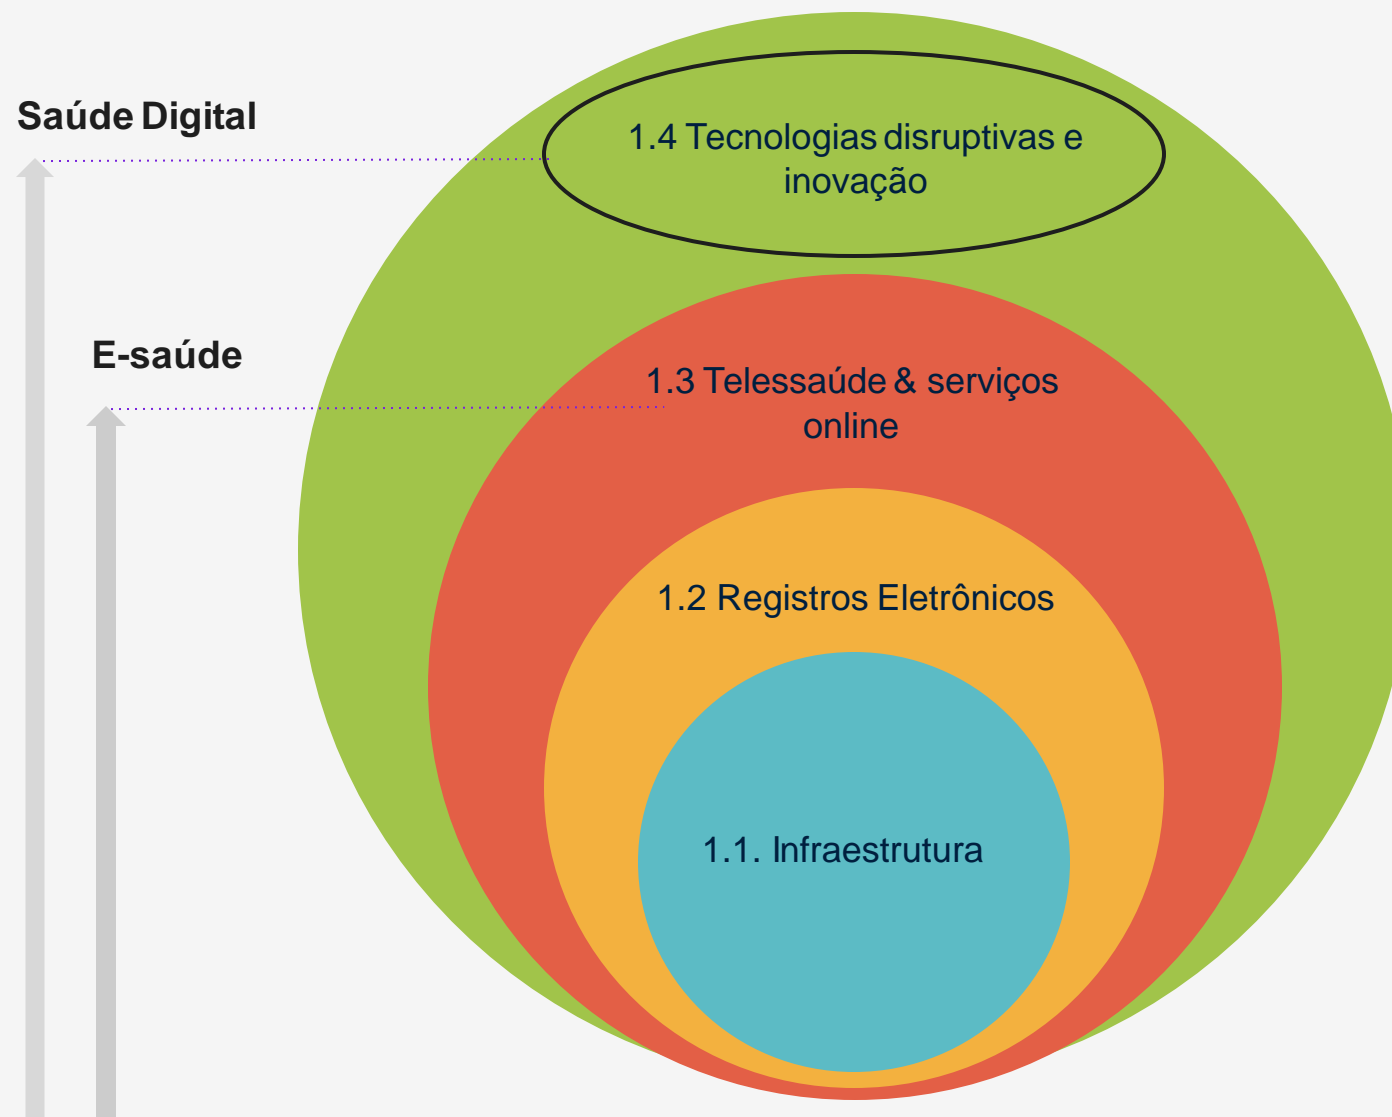 Saúde Digital
1.4 Tecnologias disruptivas e
inovação
E-saúde
1.3 Telessaúde & serviços
online
1.2 Registros Eletrônicos
1.1. Infraestrutura